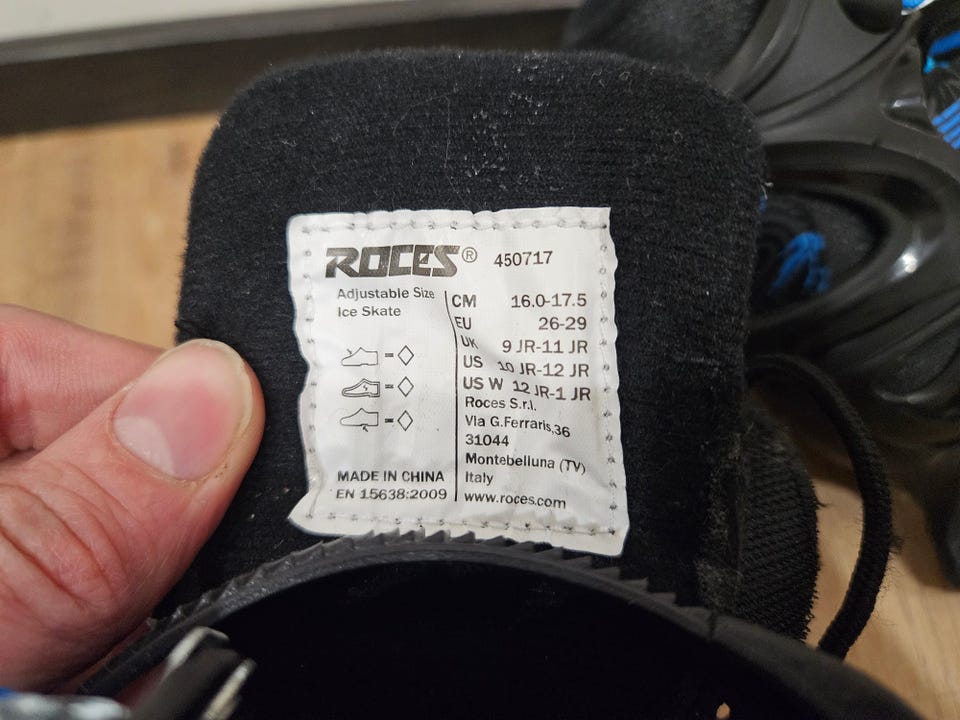 ROCES® 450717
Adjustable Size
Ice Skate
CM 16.0-17.5
EU 26-29
UK 9 JR-11 JR
US 10 JR-12 JR
US W 12 JR-1 JR
Roces S.r.l.
Via G.Ferraris,36
31044
Montebelluna (TV)
Italy
www.roces.com
MADE IN CHINA
EN 15638:2009